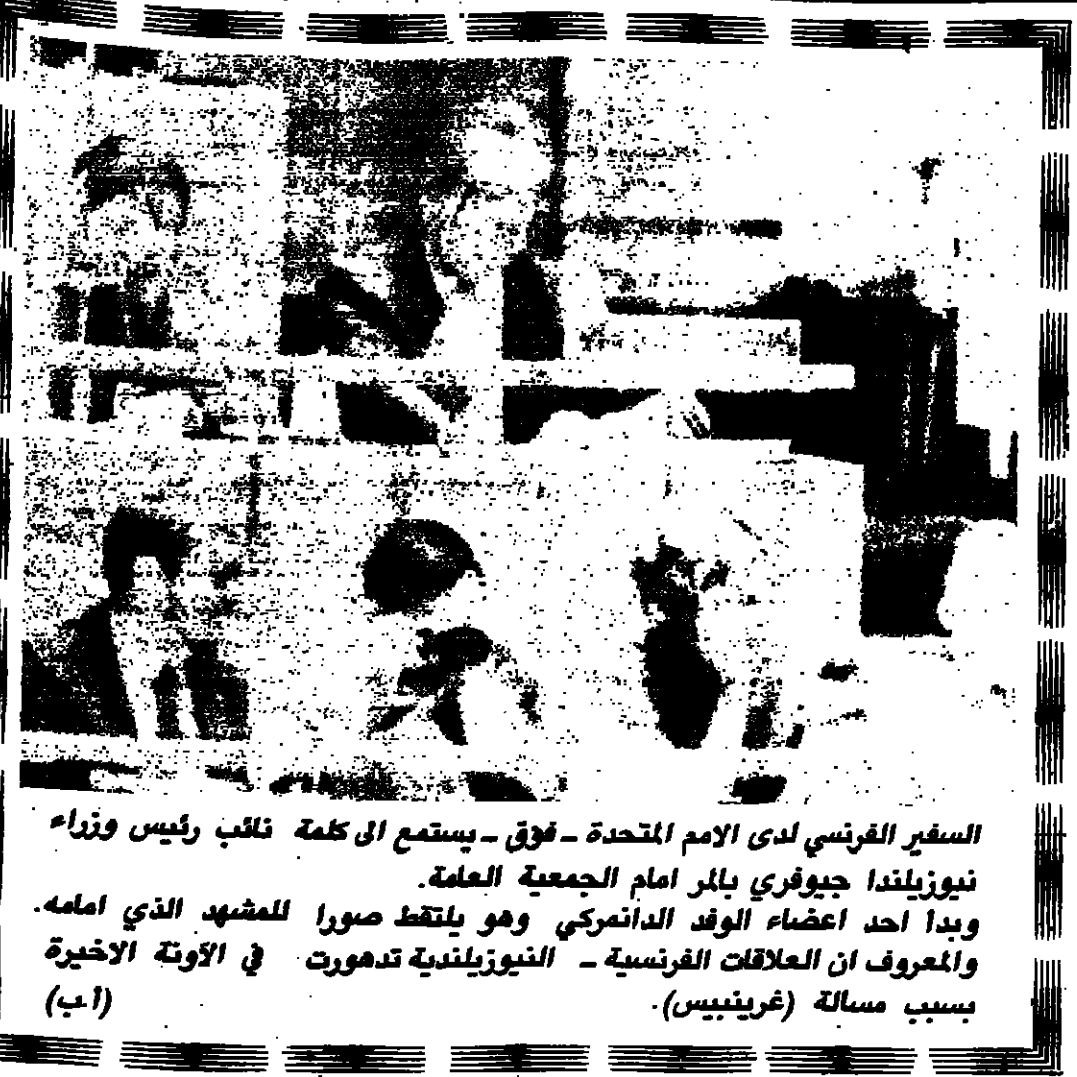 السفير الفرنسي لدى الامم المتحدة ـ فوق ـ يستمع الى كلمة نائب رئيس وزراء
نيوزيلندا جيوفري بالمر امام الجمعية العامة.
وبدا احد اعضاء الوفد الدانمركي وهو يلتقط صورا للمشهد الذي امامه.
والمعروف ان العلاقات الفرنسية ـ النيوزيلندية تدهورت في الآونة الاخيرة
بسبب مسالة (غرينبيس). (أ.ب)